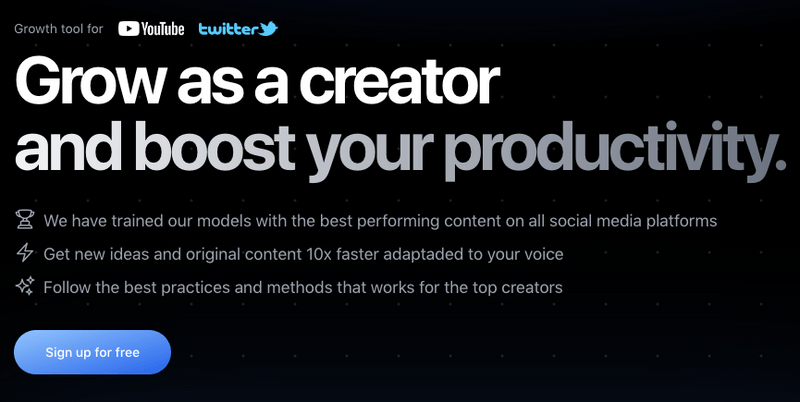 Growth tool for YouTube twitter
Grow as a creator
and boost your productivity.
We have trained our models with the best performing content on all social media platforms
Get new ideas and original content 10x faster adaptaded to your voice
Follow the best practices and methods that works for the top creators
Sign up for free